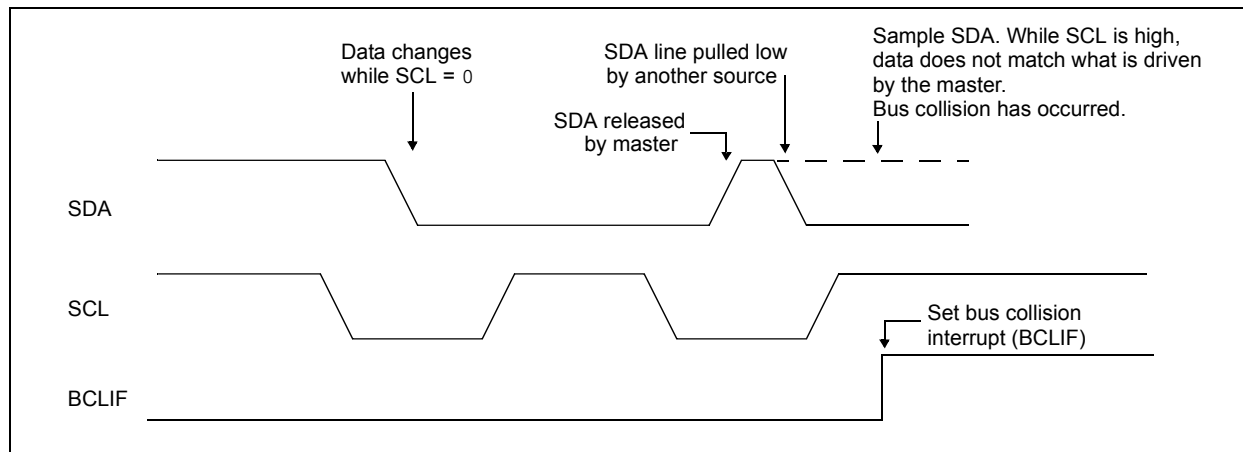 Data changes
while SCL = 0
SDA line pulled low
by another source
Sample SDA. While SCL is high,
data does not match what is driven
by the master.
Bus collision has occurred.
SDA released
by master
SDA
SCL
Set bus collision
interrupt (BCLIF)
BCLIF